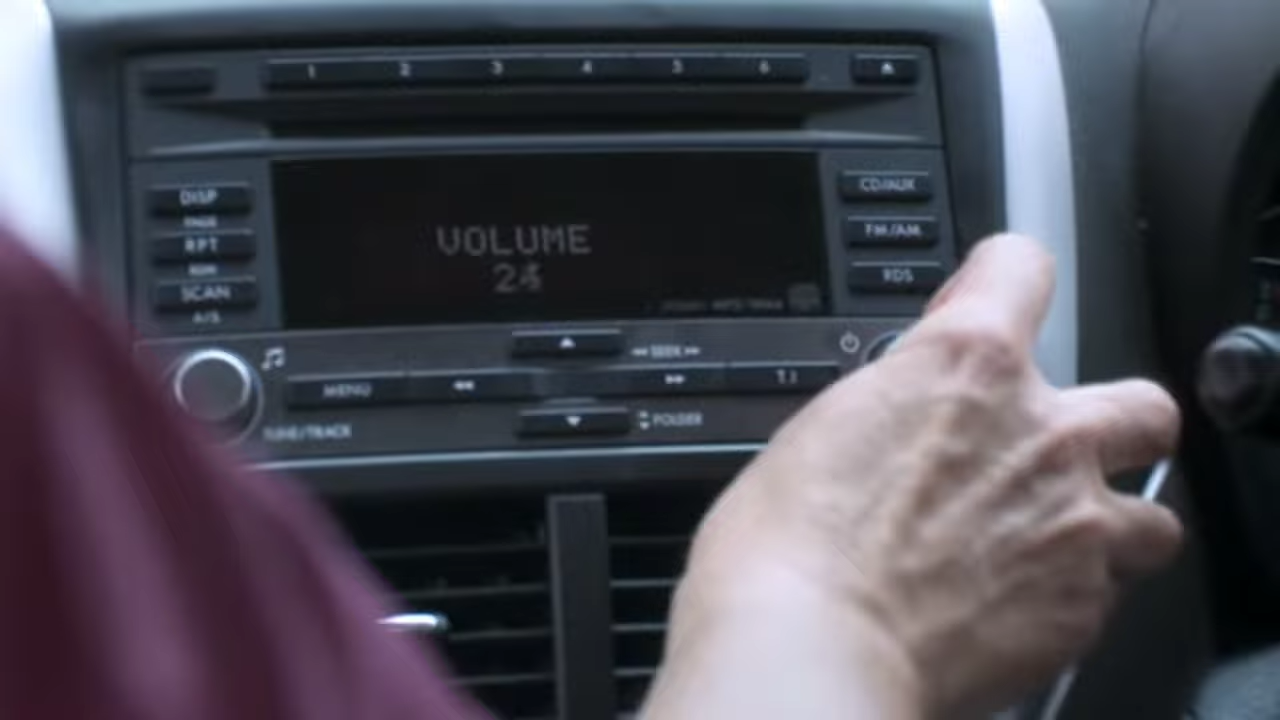 1 2 3 4 5 6
DISP
RPT
SCAN
A/S
VOLUME
CD/AUX
FM/AM
RDS
SEEK
MENU
TUNE/TRACK
FOLDER